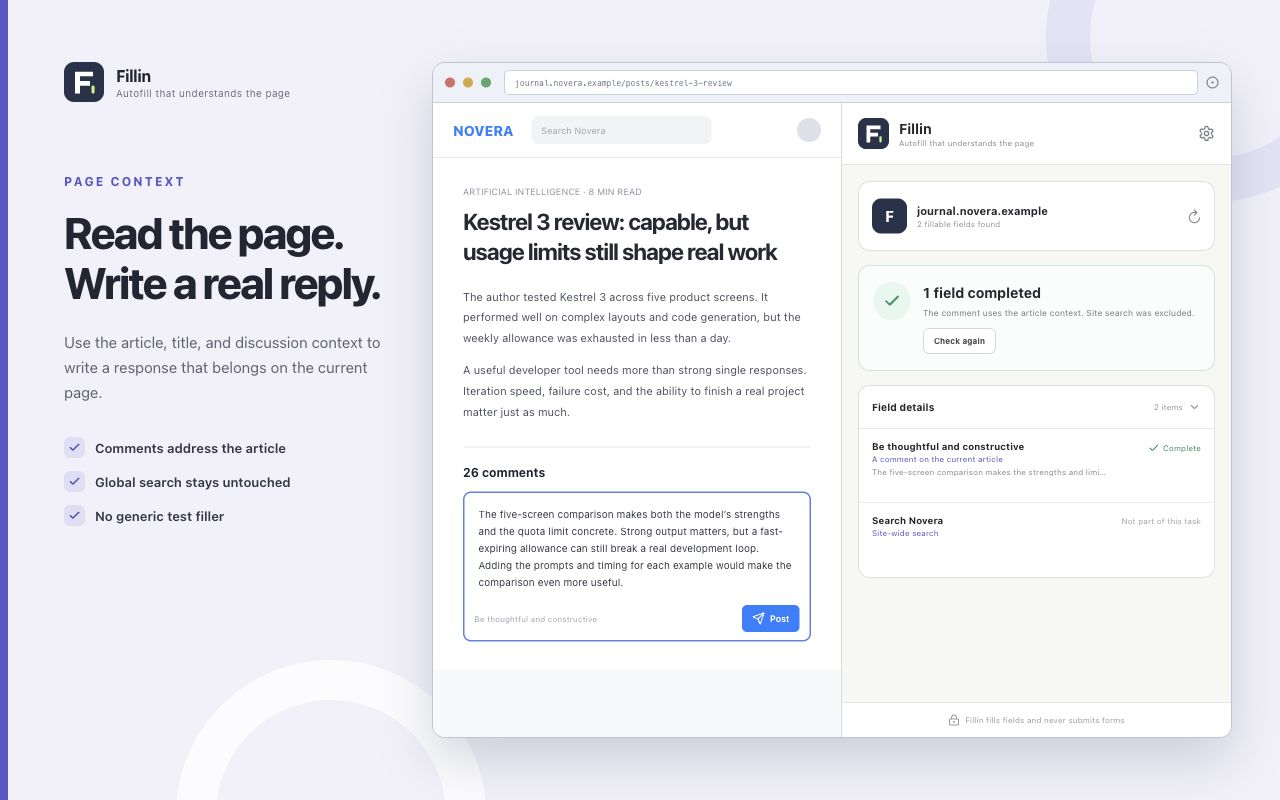 Fillin
Autofill that understands the page
PAGE CONTEXT
Read the page.
Write a real reply.
Use the article, title, and discussion context to
write a response that belongs on the current
page.
Comments address the article
Global search stays untouched
No generic test filler
journal.novera.example/posts/kestrel-3-review
NOVERA
Search Novera
ARTIFICIAL INTELLIGENCE · 8 MIN READ
Kestrel 3 review: capable, but
usage limits still shape real work
The author tested Kestrel 3 across five product screens. It
performed well on complex layouts and code generation, but the
weekly allowance was exhausted in less than a day.
A useful developer tool needs more than strong single responses.
Iteration speed, failure cost, and the ability to finish a real project
matter just as much.
26 comments
The five-screen comparison makes both the model's strengths
and the quota limit concrete. Strong output matters, but a fast-
expiring allowance can still break a real development loop.
Adding the prompts and timing for each example would make the
comparison even more useful.
Be thoughtful and constructive
Post
Fillin
Autofill that understands the page
F
journal.novera.example
2 fillable fields found
1 field completed
The comment uses the article context. Site search was excluded.
Check again
Field details
2 items
Be thoughtful and constructive
Complete
A comment on the current article
The five-screen comparison makes the strengths and limi...
Search Novera
Not part of this task
Site-wide search
Fillin fills fields and never submits forms